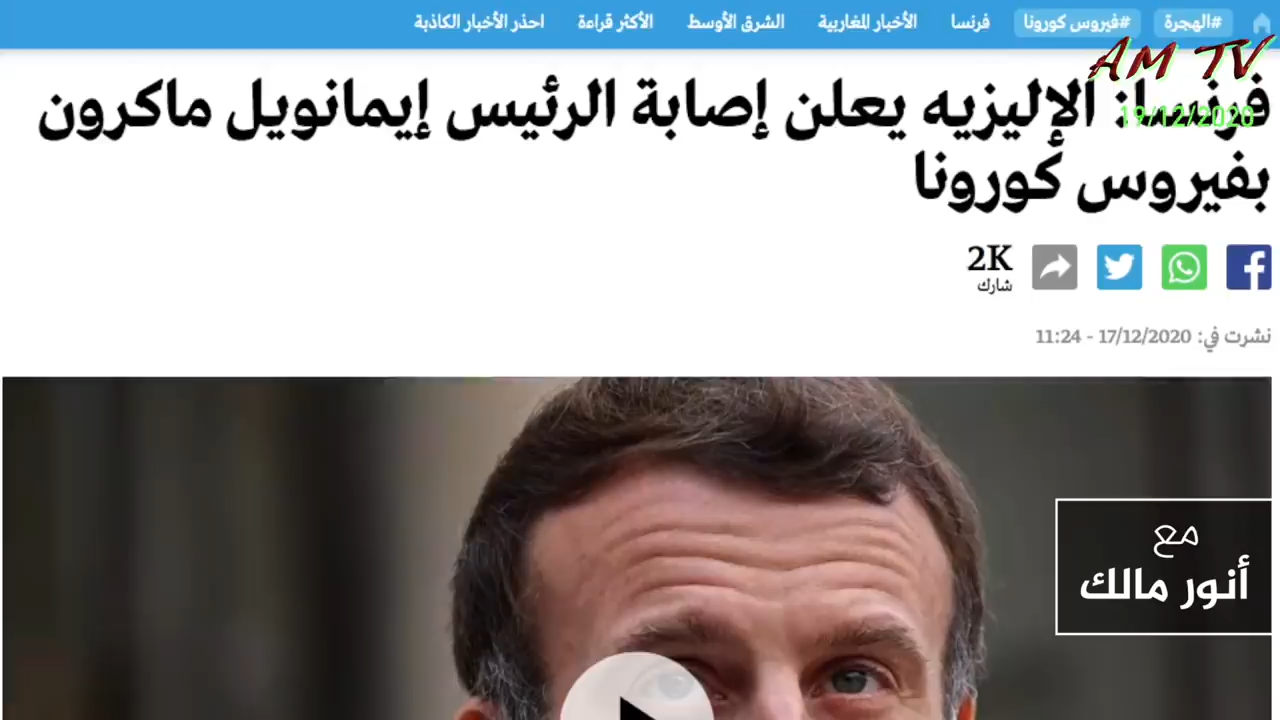 #الهجرة #فيروس كورونا فرنسا الأخبار المغاربية الشرق الأوسط الأكثر قراءة احذر الأخبار الكاذبة
AM TV
19/12/2020
فرنسا: الإليزيه يعلن إصابة الرئيس إيمانويل ماكرون
بفيروس كورونا
2K
شارك
نشرت في: 17/12/2020 - 11:24
مع
أنور مالك